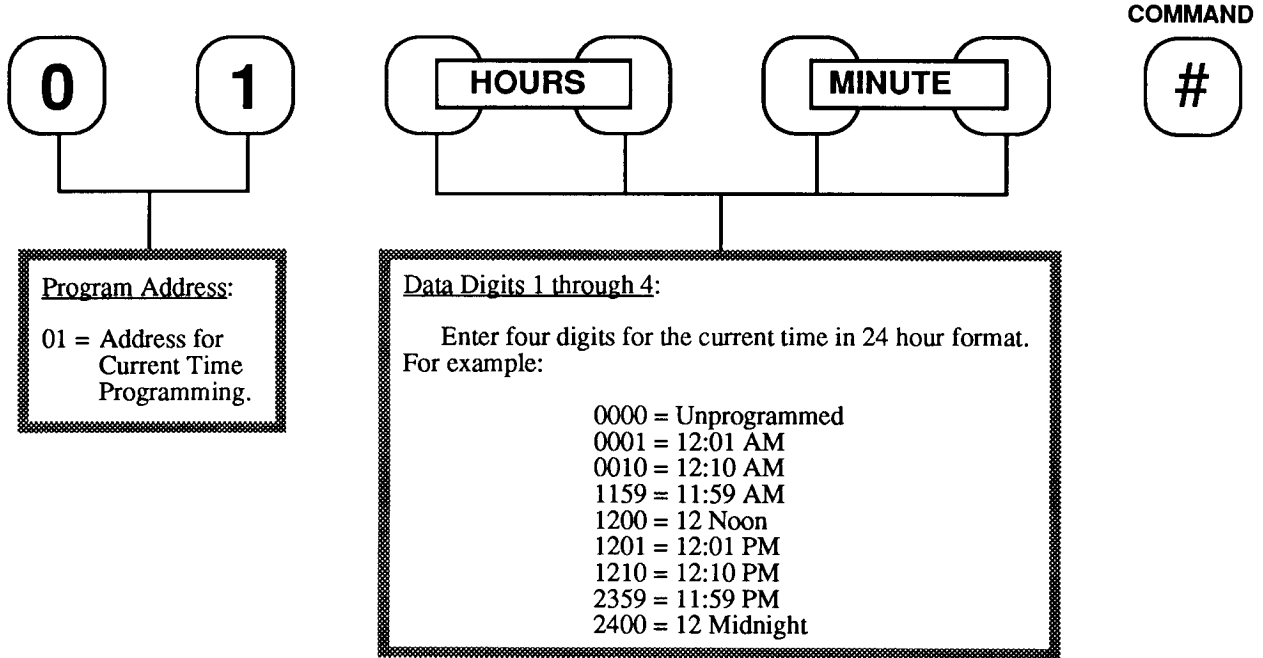 COMMAND
0 1 HOURS MINUTE #
Program Address:
01 = Address for
Current Time
Programming.
Data Digits 1 through 4:
Enter four digits for the current time in 24 hour format.
For example:
0000 = Unprogrammed
0001 = 12:01 AM
0010 = 12:10 AM
1159 = 11:59 AM
1200 = 12 Noon
1201 = 12:01 PM
1210 = 12:10 PM
2359 = 11:59 PM
2400 = 12 Midnight